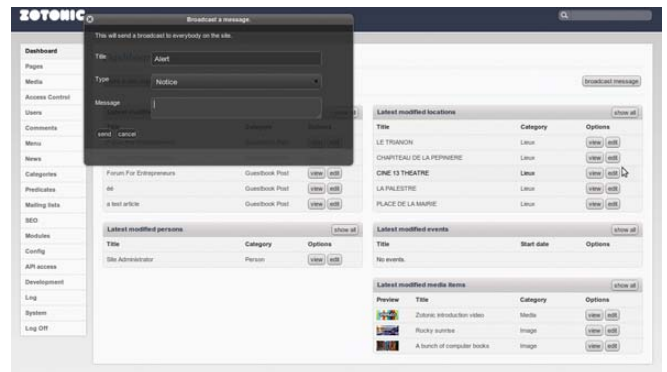 ZOTONIC
Broadcast a message.
This will send a broadcast to everybody on the site.
Title
Alert
Type
Notice
Message
send cancel
Dashboard
Pages
Media
Access Control
Users
Comments
Menu
News
Categories
Predicates
Mailing lists
SEO
Modules
Config
API access
Development
Log
System
Log Off
broadcast message
show all
Forum For Entrepreneurs Guestbook Post view edit
éé Guestbook Post view edit
a test article Guestbook Post view edit
Latest modified persons show all
Title Category Options
Site Administrator Person view edit
Latest modified locations show all
Title Category Options
LE TRIANON Lieux view edit
CHAPITEAU DE LA PEPINIERE Lieux view edit
CINE 13 THEATRE Lieux view edit
LA PALESTRE Lieux view edit
PLACE DE LA MAIRIE Lieux view edit
Latest modified events show all
Title Start date Options
No events.
Latest modified media items show all
Preview Title Category Options
Zotonic introduction video Media view edit
Rocky sunrise Image view edit
A bunch of computer books Image view edit